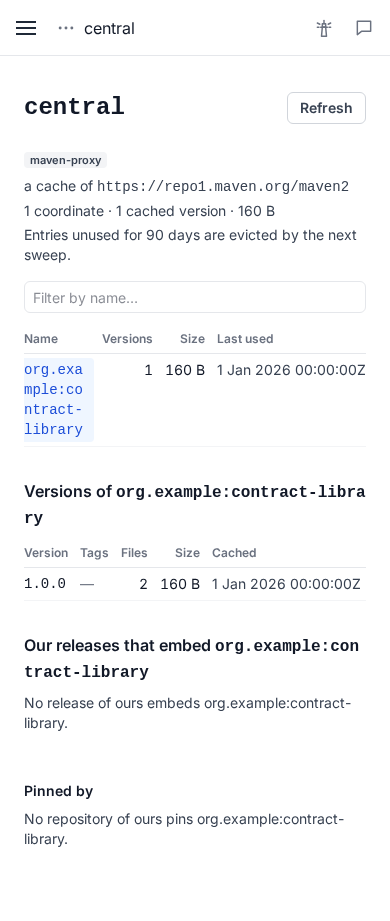 central
central
Refresh
maven-proxy
a cache of https://repo1.maven.org/maven2
1 coordinate · 1 cached version · 160 B
Entries unused for 90 days are evicted by the next
sweep.
Filter by name...
Name Versions Size Last used
org.exa
mple:co
ntract-
library
1 160 B 1 Jan 2026 00:00:00Z
Versions of org.example:contract-libra
ry
Version Tags Files Size Cached
1.0.0 — 2 160 B 1 Jan 2026 00:00:00Z
Our releases that embed org.example:con
tract-library
No release of ours embeds org.example:contract-
library.
Pinned by
No repository of ours pins org.example:contract-
library.